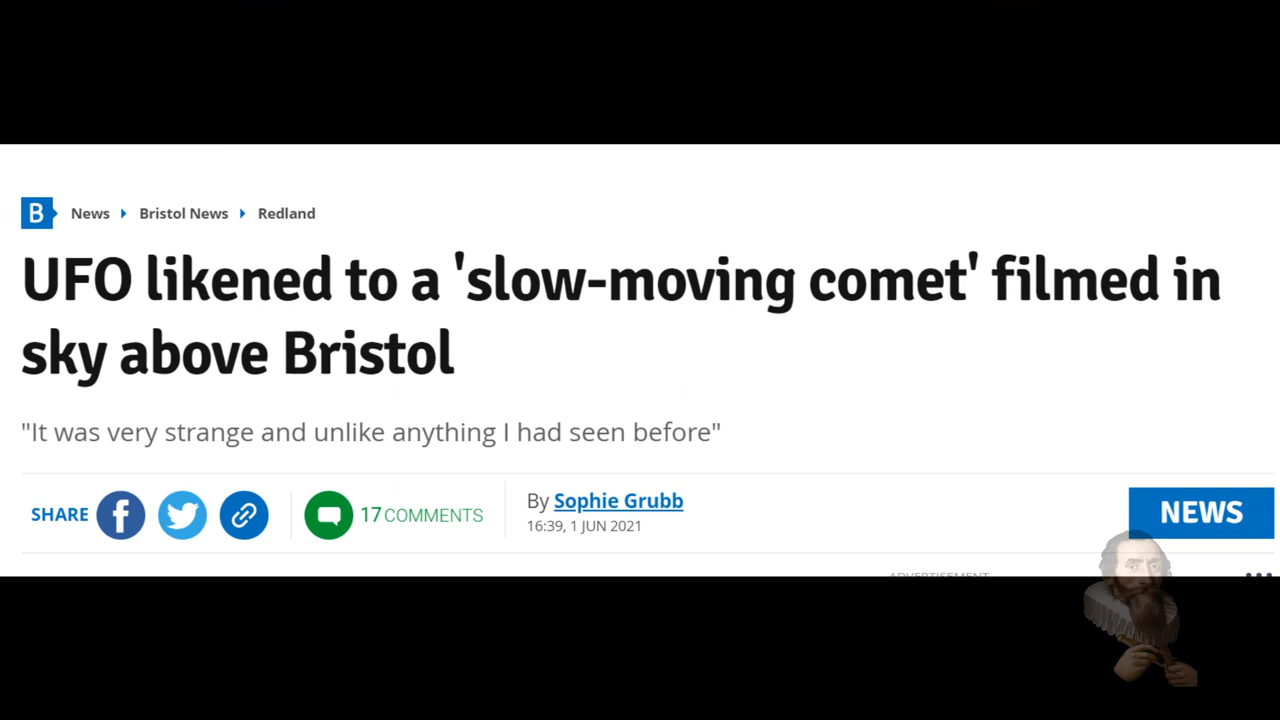 B News Bristol News Redland
UFO likened to a 'slow-moving comet' filmed in
sky above Bristol
"It was very strange and unlike anything I had seen before"
SHARE 17 COMMENTS By Sophie Grubb
16:39, 1 JUN 2021
NEWS
ADVERTISEMENT